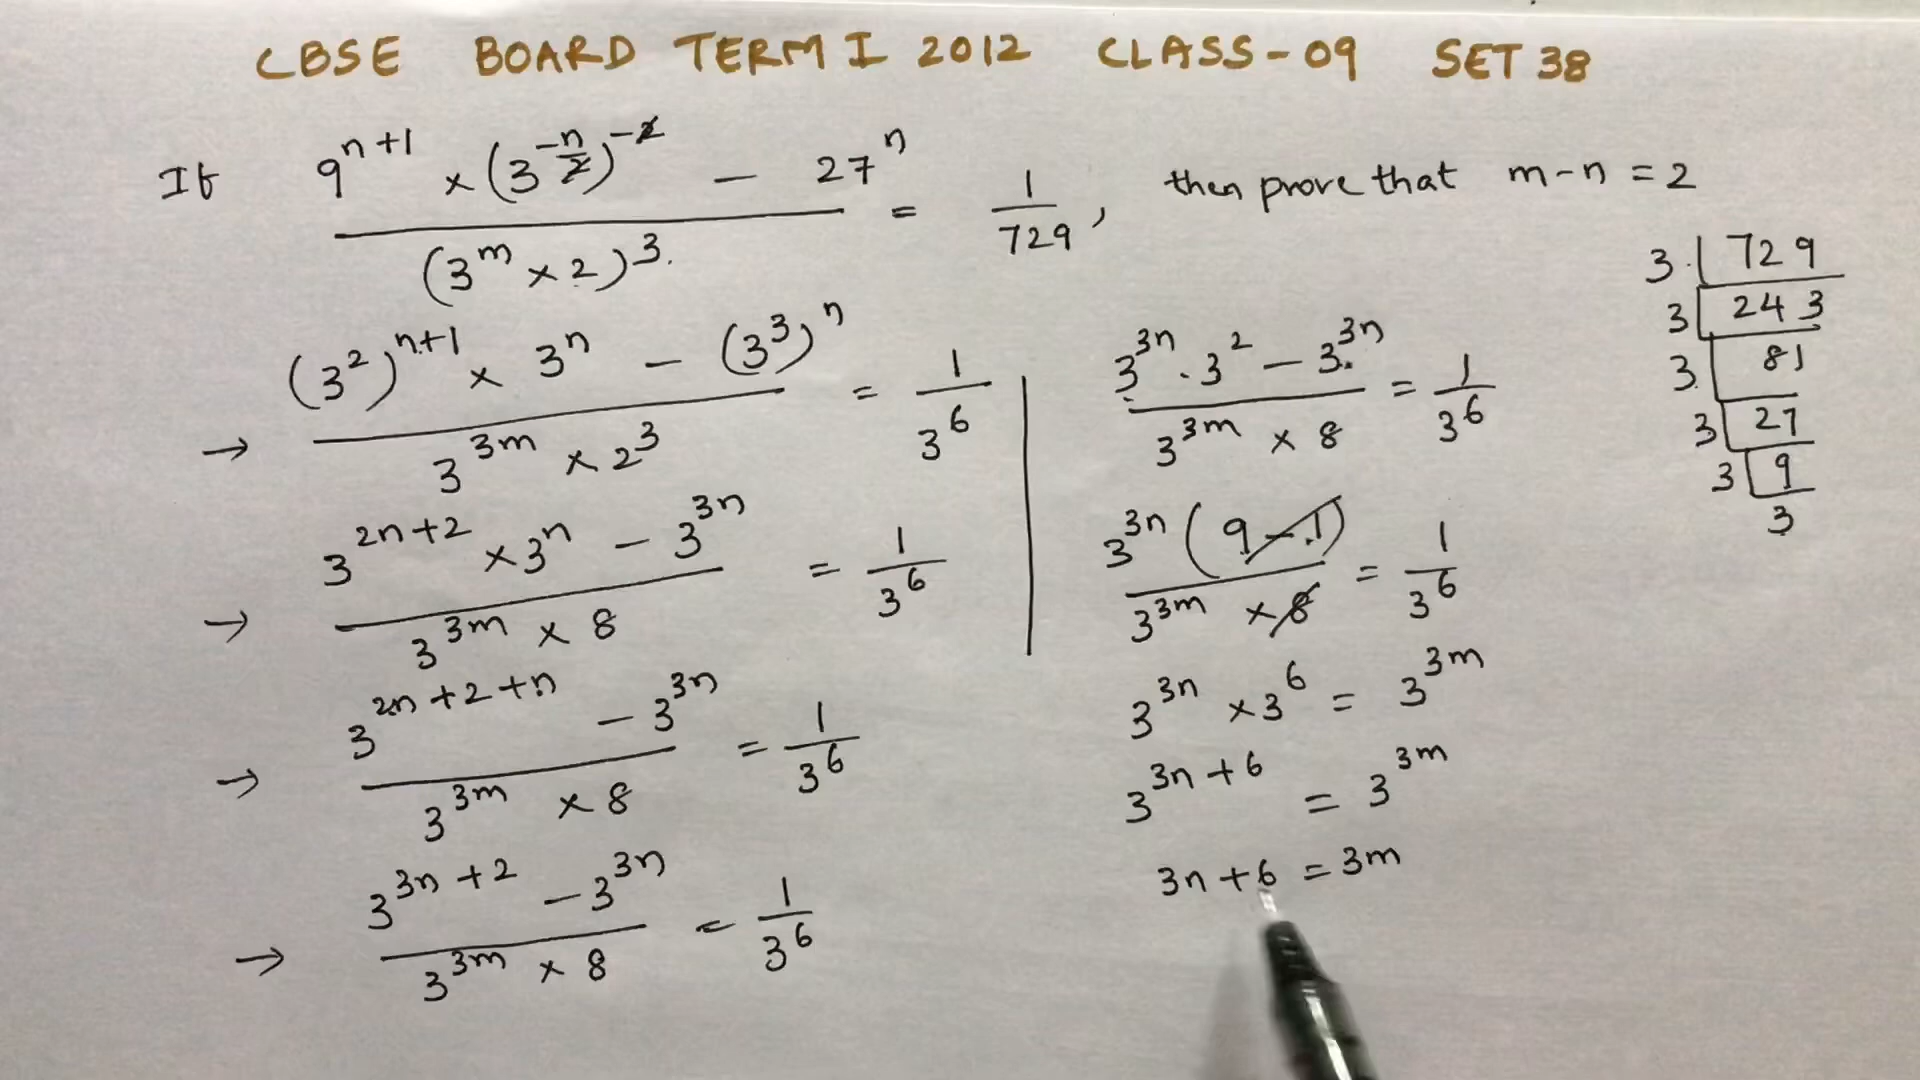 CBSE BOARD TERM I 2012 CLASS-09 SET 38
If (9^(n+1) × (3^(-n/2))^(-2) - 27^n) / (3^m × 2)^3 = 1/729, then prove that m-n = 2
→ ((3^2)^(n+1) × 3^n - (3^3)^n) / (3^(3m) × 2^3) = 1/3^6
→ (3^(2n+2) × 3^n - 3^(3n)) / (3^(3m) × 8) = 1/3^6
→ (3^(2n+2+n) - 3^(3n)) / (3^(3m) × 8) = 1/3^6
→ (3^(3n+2) - 3^(3n)) / (3^(3m) × 8) = 1/3^6
(3^(3n) . 3^2 - 3^(3n)) / (3^(3m) × 8) = 1/3^6
(3^(3n) (9-1)) / (3^(3m) × 8) = 1/3^6
3^(3n) × 3^6 = 3^(3m)
3^(3n+6) = 3^(3m)
3n+6 = 3m
3 | 729
3 | 243
3 | 81
3 | 27
3 | 9
3